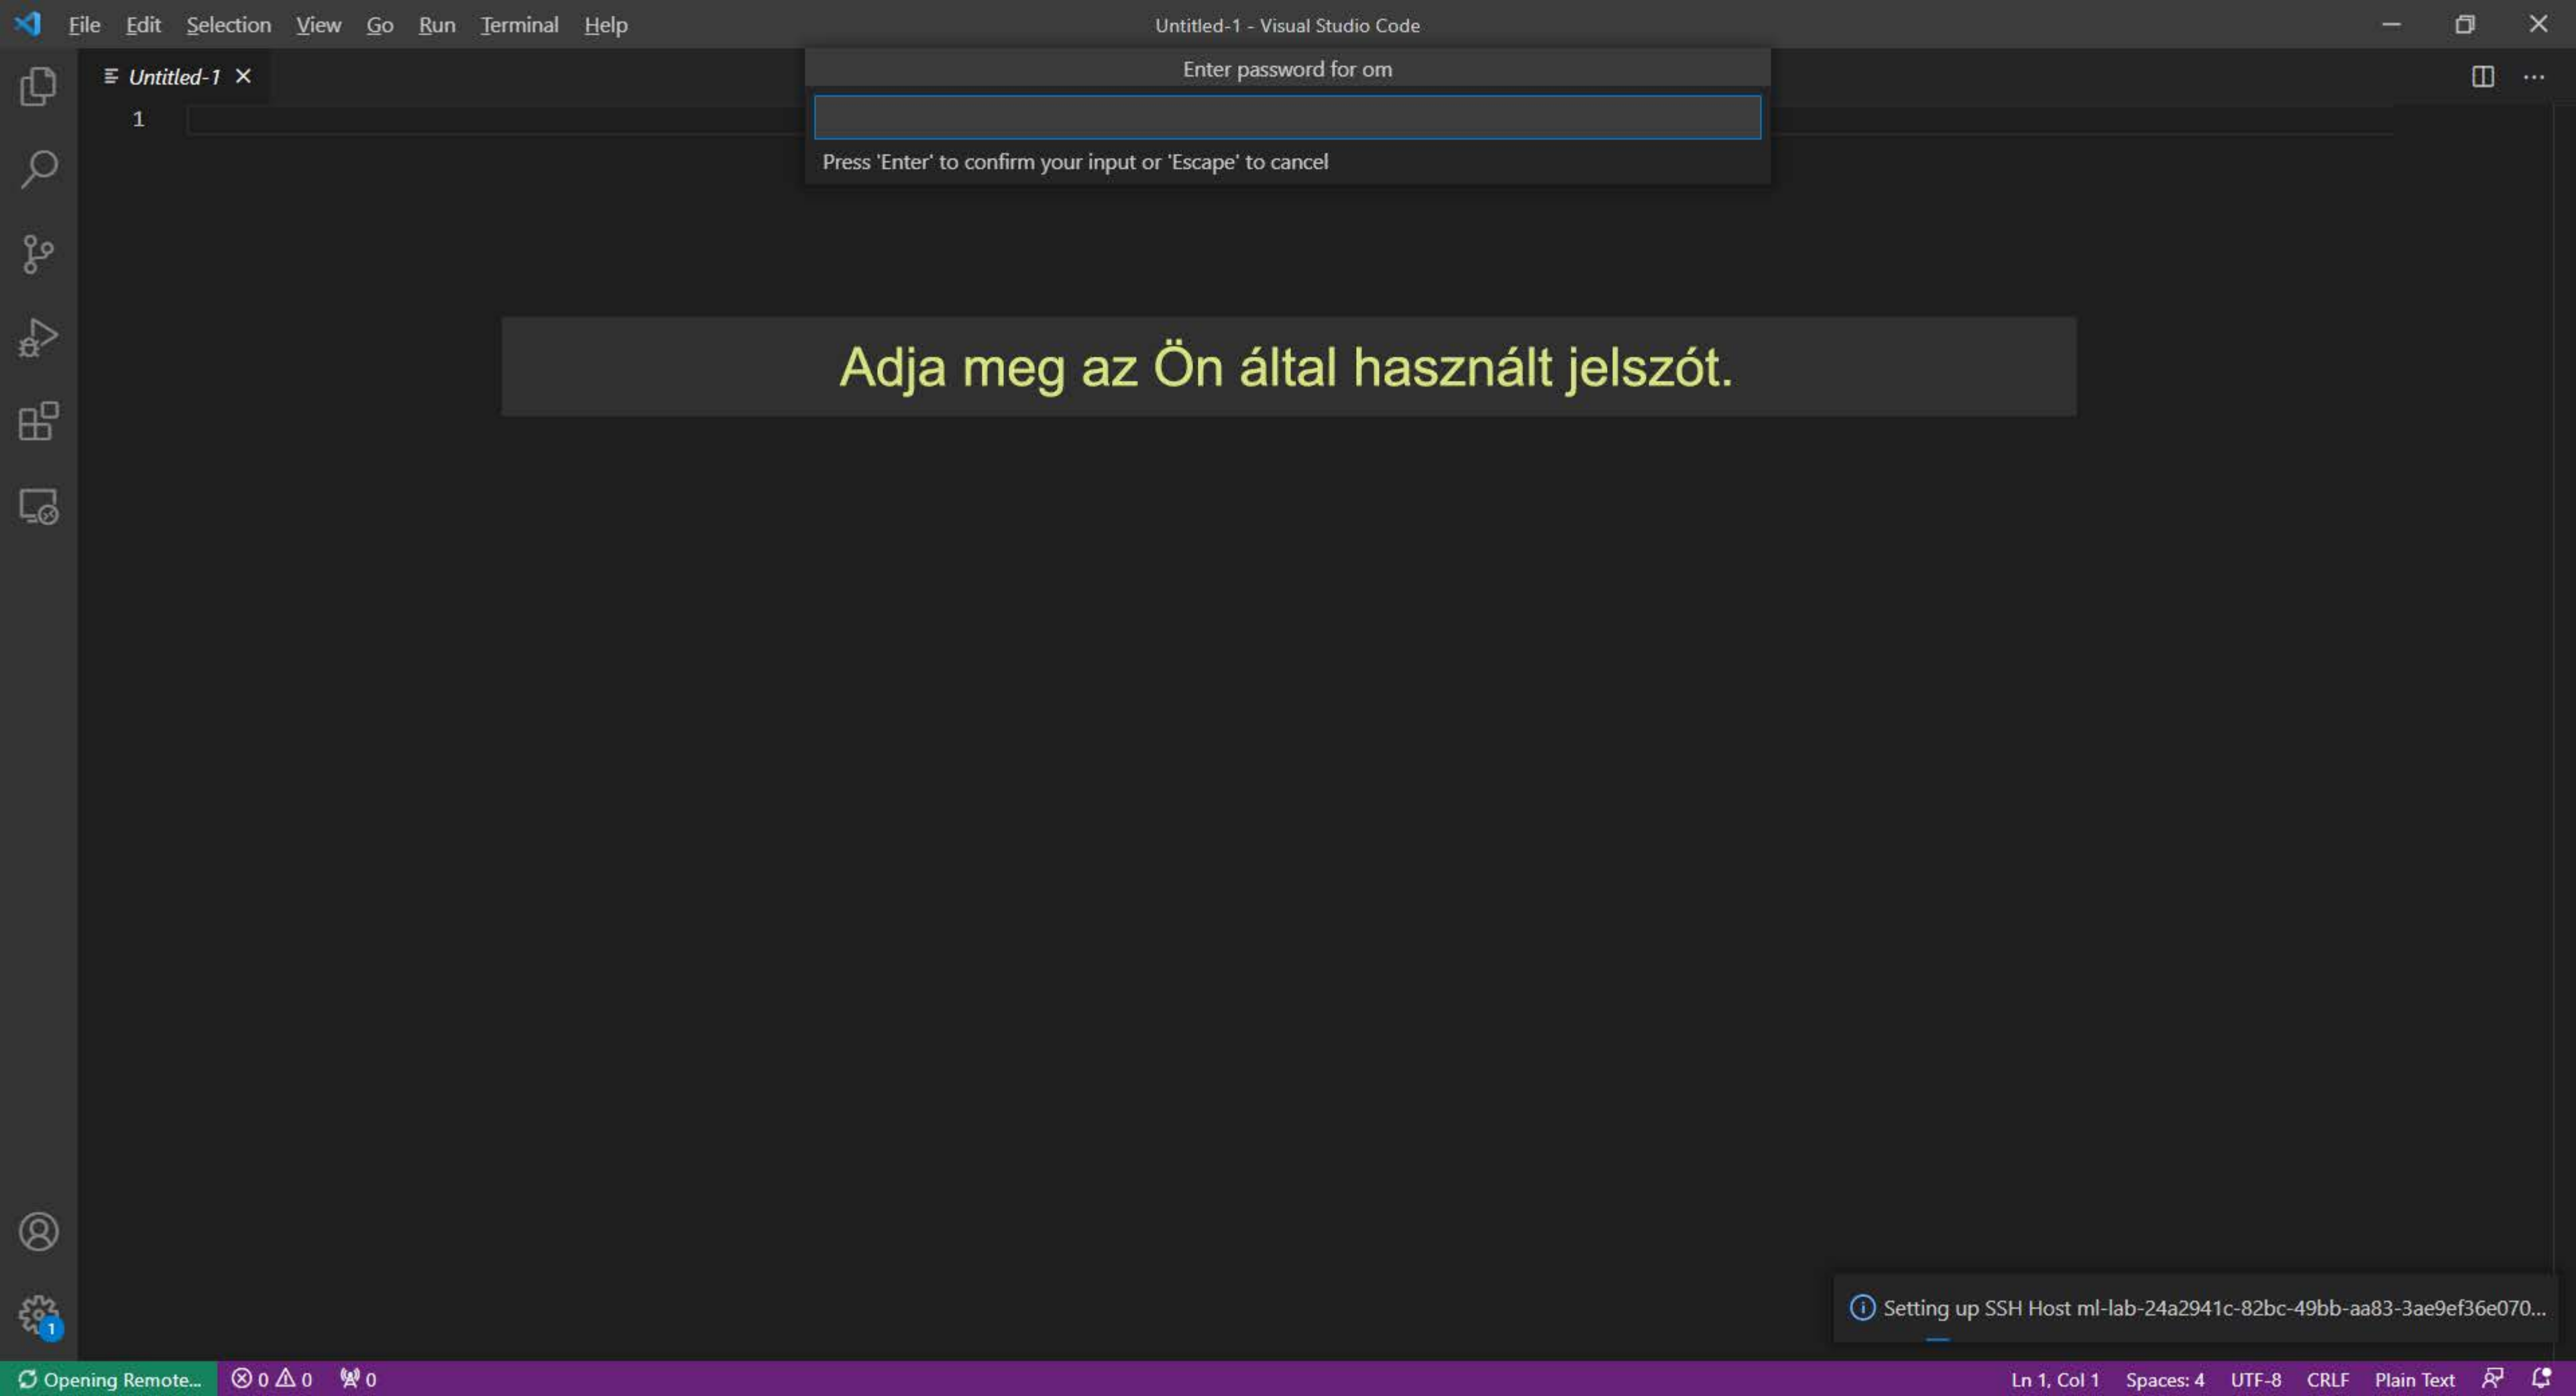 File Edit Selection View Go Run Terminal Help
Untitled-1 - Visual Studio Code
Untitled-1
Enter password for om
1
Press 'Enter' to confirm your input or 'Escape' to cancel
Adja meg az Ön által használt jelszót.
1
Setting up SSH Host ml-lab-24a2941c-82bc-49bb-aa83-3ae9ef36e070...
Opening Remote... 0 0 0 Ln 1, Col 1 Spaces: 4 UTF-8 CRLF Plain Text